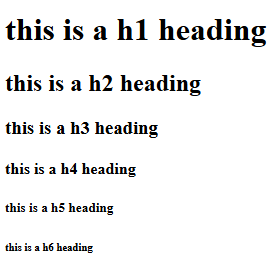 this is a h1 heading
this is a h2 heading
this is a h3 heading
this is a h4 heading
this is a h5 heading
this is a h6 heading